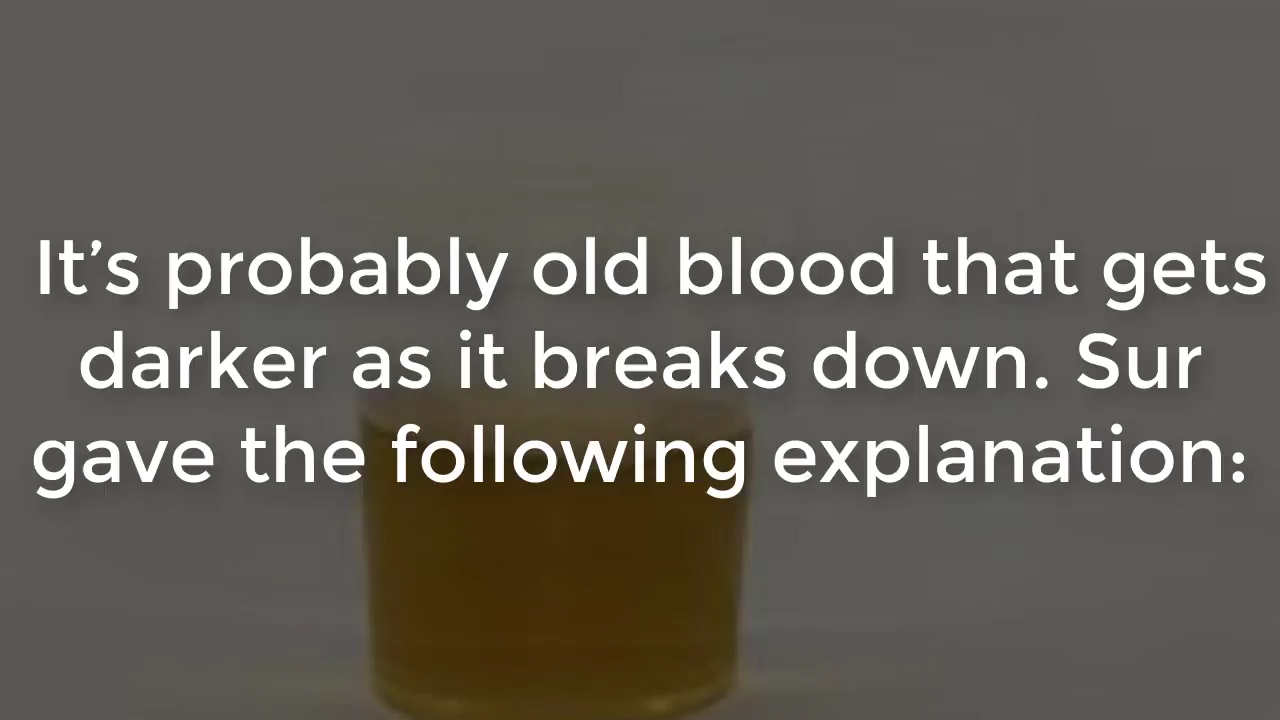 It’s probably old blood that gets
darker as it breaks down. Sur
gave the following explanation: